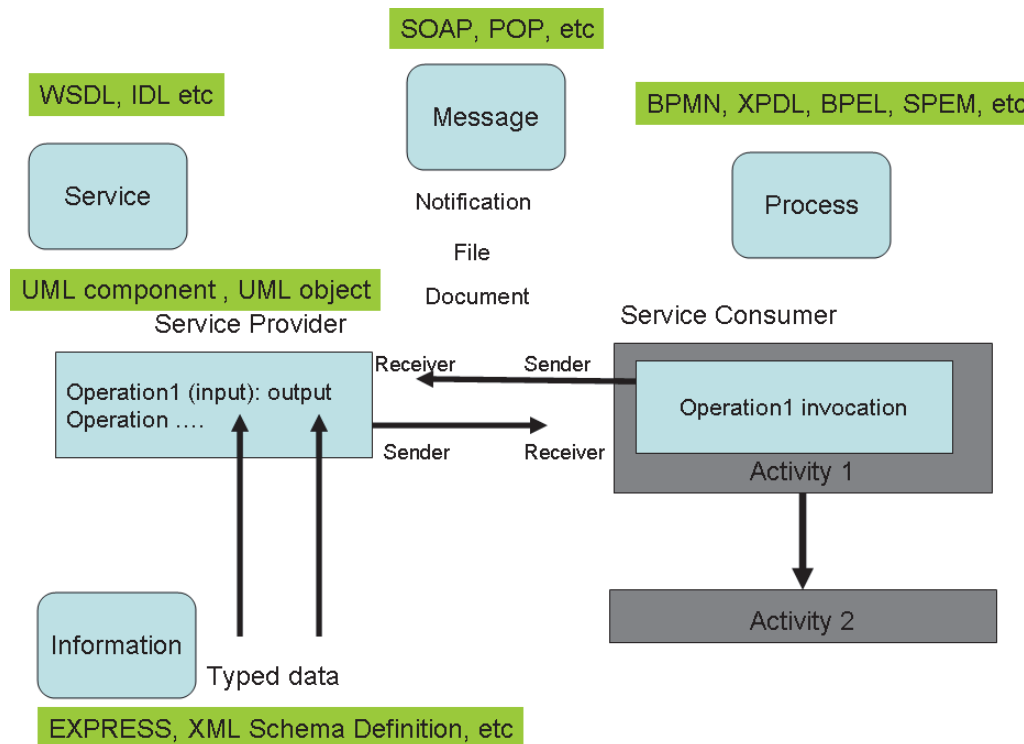 SOAP, POP, etc
WSDL, IDL etc
Message
BPMN, XPDL, BPEL, SPEM, etc
Service
Notification
Process
File
UML component , UML object
Document
Service Provider
Service Consumer
Receiver
Sender
Operation1 (input): output
Operation ....
Operation1 invocation
Sender
Receiver
Activity 1
Activity 2
Information
Typed data
EXPRESS, XML Schema Definition, etc